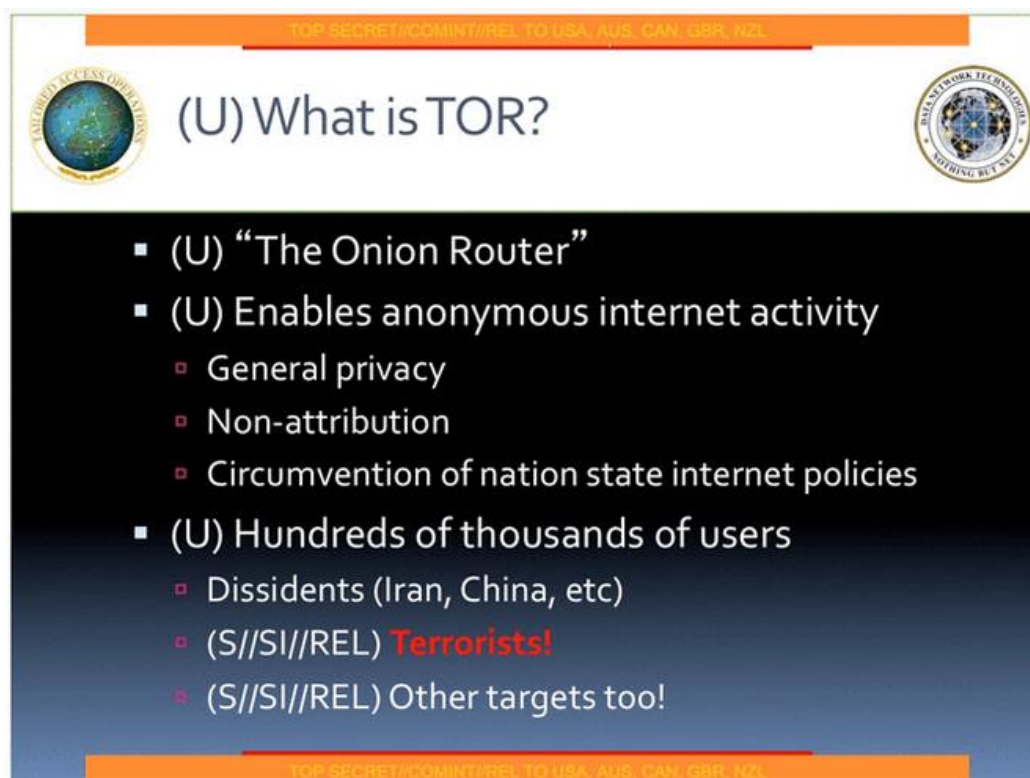 TOP SECRET//COMINT//REL TO USA, AUS, CAN, GBR, NZL
TAILORED ACCESS OPERATIONS
(U) What is TOR?
DATA NETWORK TECHNOLOGIES
NOTHING BUT NET
(U) “The Onion Router”
(U) Enables anonymous internet activity
General privacy
Non-attribution
Circumvention of nation state internet policies
(U) Hundreds of thousands of users
Dissidents (Iran, China, etc)
(S//SI//REL) Terrorists!
(S//SI//REL) Other targets too!
TOP SECRET//COMINT//REL TO USA, AUS, CAN, GBR, NZL